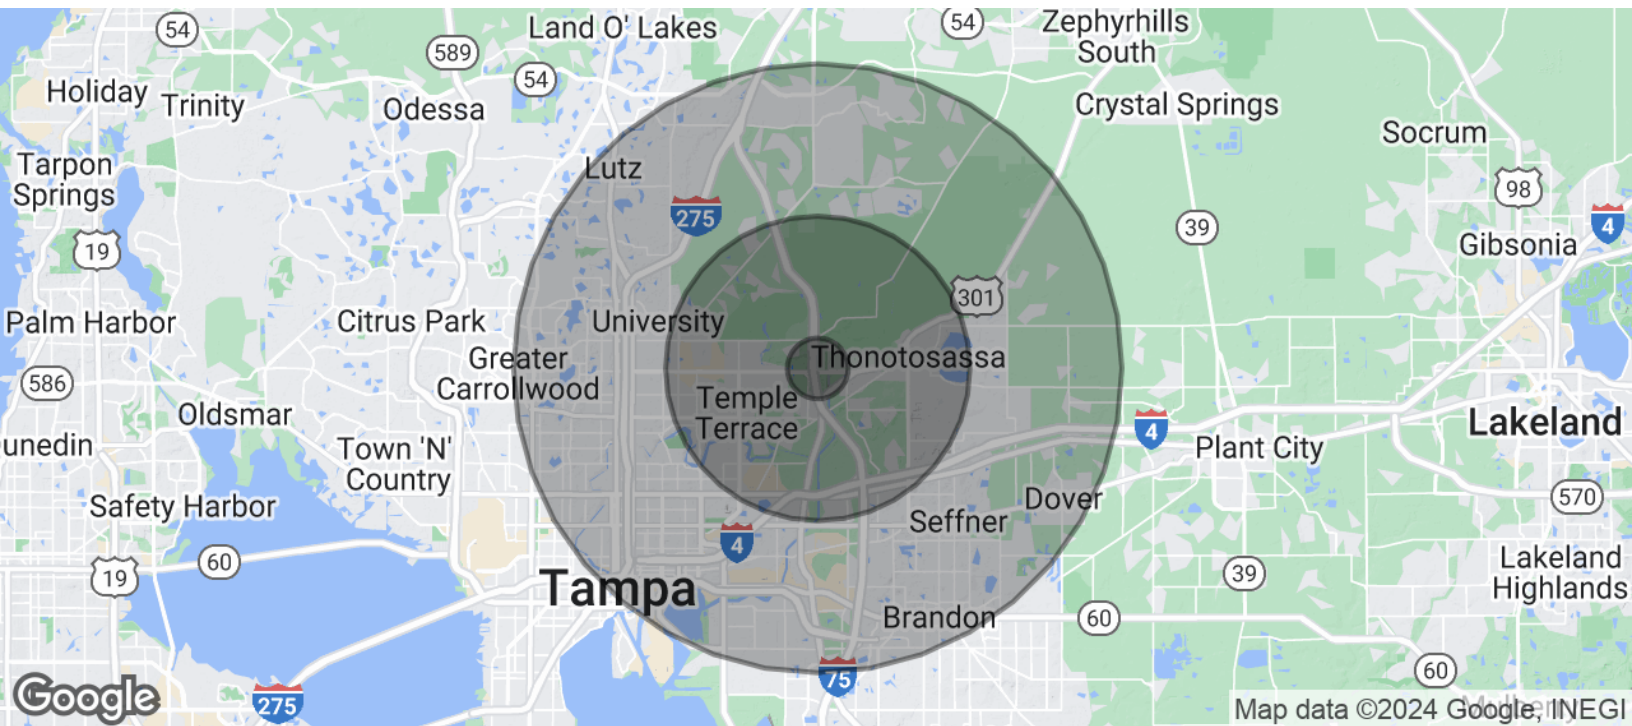 54
Land O' Lakes
54
Zephyrhills
South
589
54
Holiday
Trinity
Odessa
Crystal Springs
Socrum
Tarpon
Springs
Lutz
98
275
39
4
19
Gibsonia
301
Palm Harbor
Citrus Park
University
Greater
Carrollwood
Thonotosassa
586
Temple
Terrace
Oldsmar
4
Lakeland
unedin
Town 'N'
Country
Plant City
Safety Harbor
Dover
570
Seffner
4
60
19
39
Lakeland
Highlands
Tampa
Brandon
60
60
75
Google
275
Map data ©2024 Google, INEGI